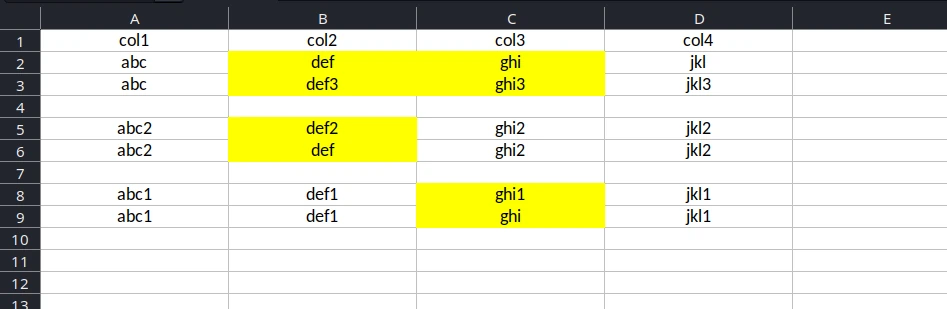 A B C D E
1 col1 col2 col3 col4
2 abc def ghi jkl
3 abc def3 ghi3 jkl3
4
5 abc2 def2 ghi2 jkl2
6 abc2 def ghi2 jkl2
7
8 abc1 def1 ghi1 jkl1
9 abc1 def1 ghi jkl1
10
11
12
13